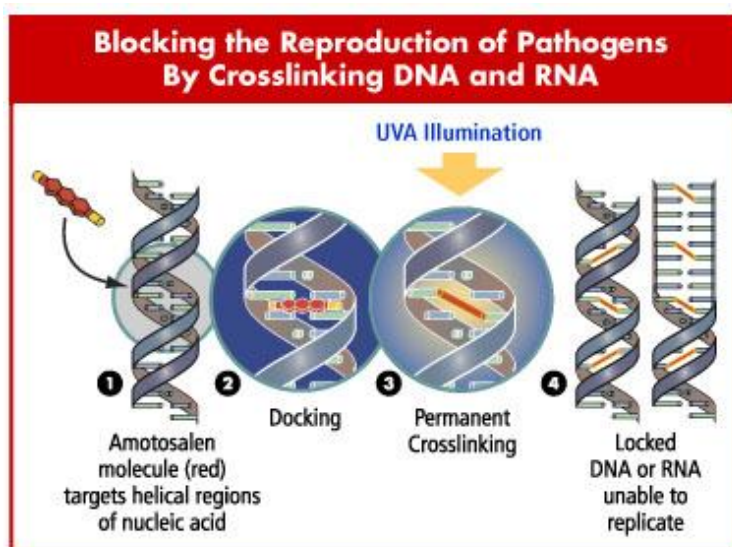 Blocking the Reproduction of Pathogens
By Crosslinking DNA and RNA
UVA Illumination
1
2
3
4
Amotosalen
molecule (red)
targets helical regions
of nucleic acid
Docking
Permanent
Crosslinking
Locked
DNA or RNA
unable to
replicate